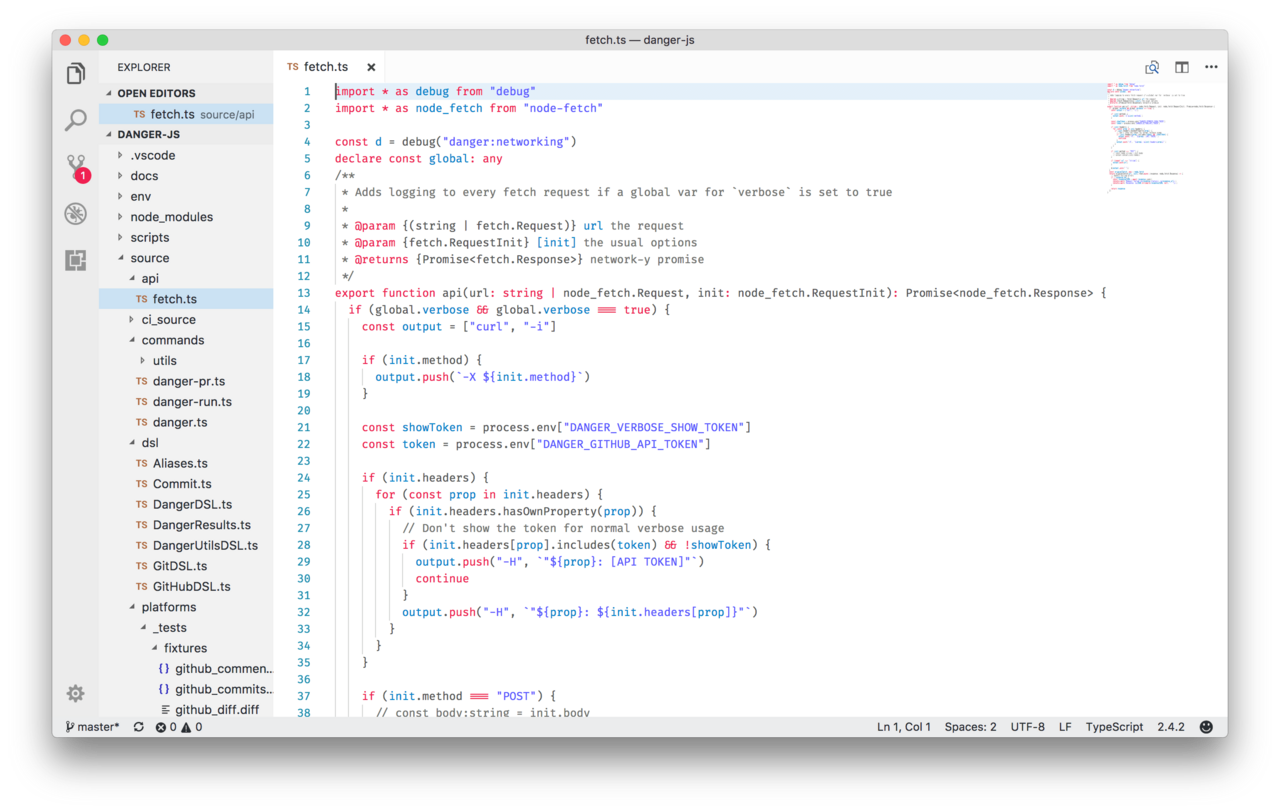 fetch.ts — danger-js
EXPLORER
OPEN EDITORS
TS fetch.ts source/api
DANGER-JS
.vscode
docs
env
node_modules
scripts
source
api
TS fetch.ts
ci_source
commands
utils
TS danger-pr.ts
TS danger-run.ts
TS danger.ts
dsl
TS Aliases.ts
TS Commit.ts
TS DangerDSL.ts
TS DangerResults.ts
TS DangerUtilsDSL.ts
TS GitDSL.ts
TS GitHubDSL.ts
platforms
_tests
fixtures
{} github_commen...
{} github_commits...
github_diff.diff
1
TS fetch.ts ×
1 import * as debug from "debug"
2 import * as node_fetch from "node-fetch"
3
4 const d = debug("danger:networking")
5 declare const global: any
6 /**
7 * Adds logging to every fetch request if a global var for `verbose` is set to true
8 *
9 * @param {(string | fetch.Request)} url the request
10 * @param {fetch.RequestInit} [init] the usual options
11 * @returns {Promise<fetch.Response>} network-y promise
12 */
13 export function api(url: string | node_fetch.Request, init: node_fetch.RequestInit): Promise<node_fetch.Response> {
14 if (global.verbose && global.verbose === true) {
15 const output = ["curl", "-i"]
16
17 if (init.method) {
18 output.push(`-X ${init.method}`)
19 }
20
21 const showToken = process.env["DANGER_VERBOSE_SHOW_TOKEN"]
22 const token = process.env["DANGER_GITHUB_API_TOKEN"]
23
24 if (init.headers) {
25 for (const prop in init.headers) {
26 if (init.headers.hasOwnProperty(prop)) {
27 // Don't show the token for normal verbose usage
28 if (init.headers[prop].includes(token) && !showToken) {
29 output.push("-H", `"${prop}: [API TOKEN]"`)
30 continue
31 }
32 output.push("-H", `"${prop}: ${init.headers[prop]}"`)
33 }
34 }
35 }
36
37 if (init.method === "POST") {
38 // const body:string = init.body
master* 0 0
Ln 1, Col 1 Spaces: 2 UTF-8 LF TypeScript 2.4.2